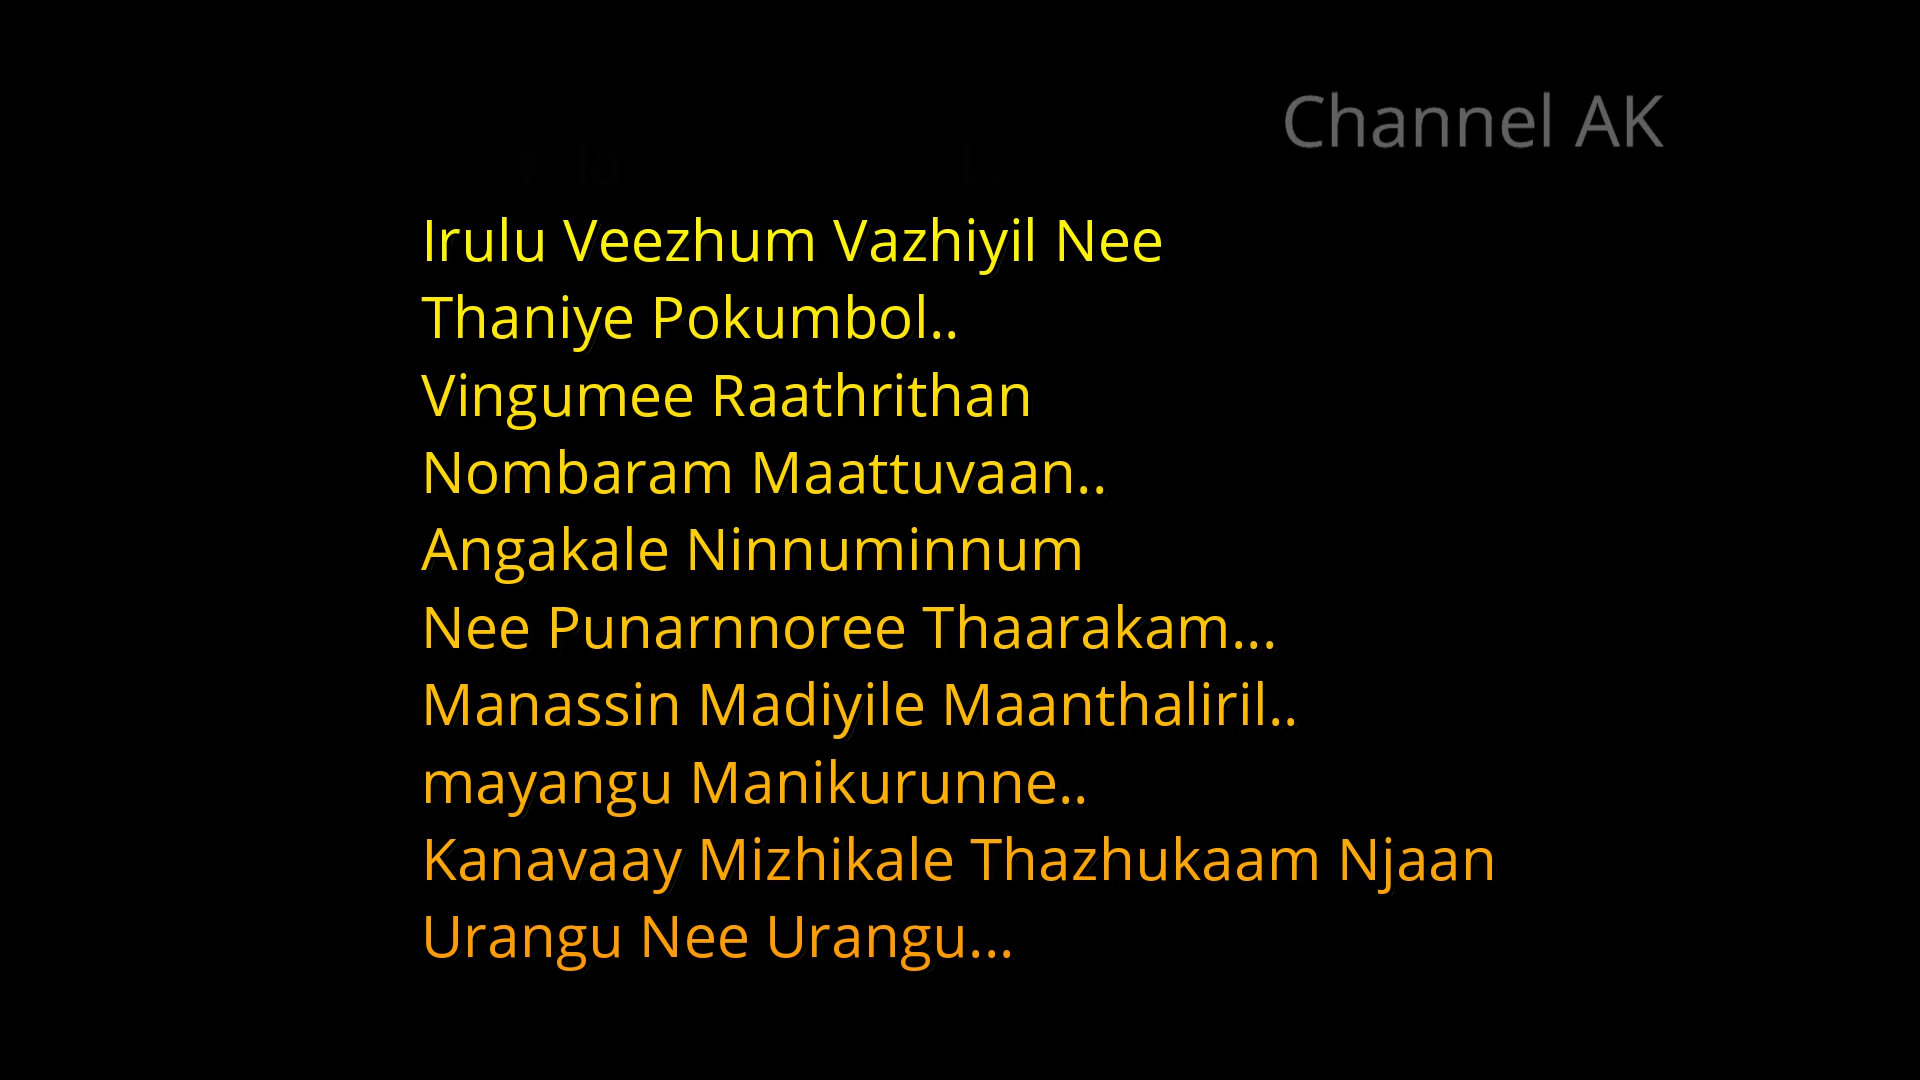 Channel AK
Irulu Veezhum Vazhiyil Nee
Thaniye Pokumbol..
Vingumee Raathrithan
Nombaram Maattuvaan..
Angakale Ninnuminnum
Nee Punarnnoree Thaarakam...
Manassin Madiyile Maanthaliril..
mayangu Manikurunne..
Kanavaay Mizhikale Thazhukaam Njaan
Urangu Nee Urangu...